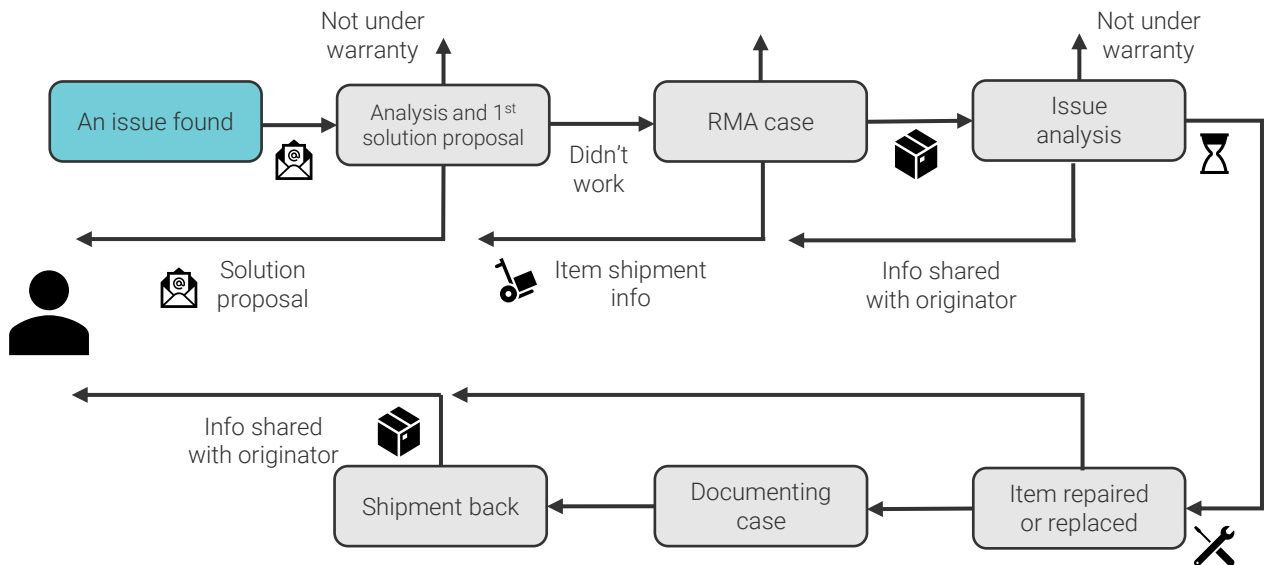 Not under
warranty
Not under
warranty
An issue found
Analysis and 1st
solution proposal
RMA case
Issue
analysis
Didn't
work
Solution
proposal
Item shipment
info
Info shared
with originator
Info shared
with originator
Shipment back
Documenting
case
Item repaired
or replaced